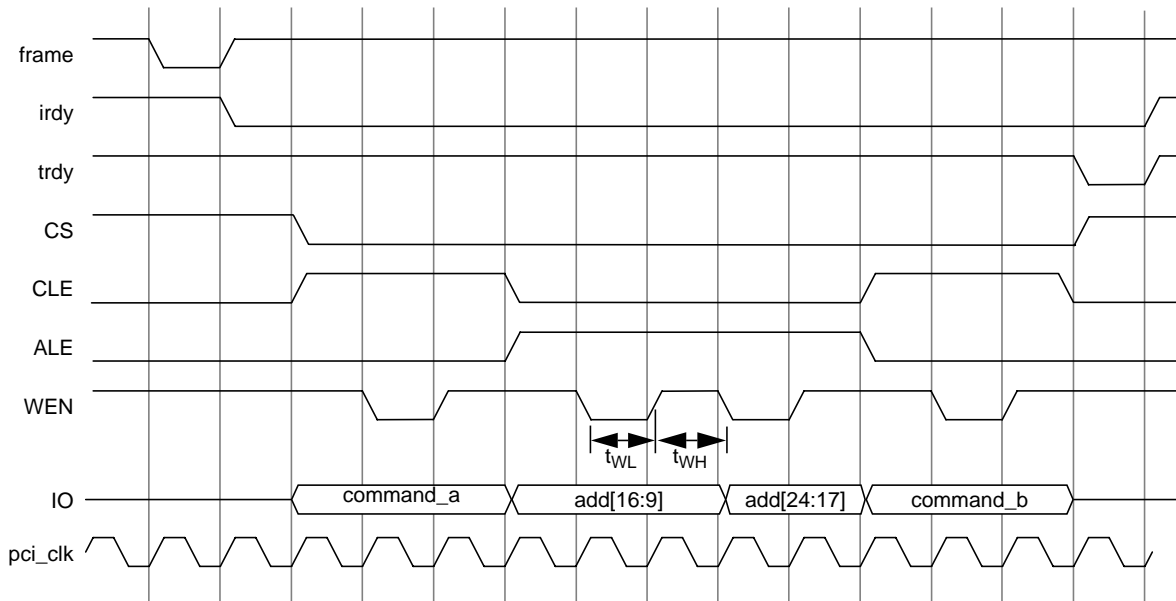 frame
irdy
trdy
CS
CLE
ALE
WEN
tWL tWH
IO command_a add[16:9] add[24:17] command_b
pci_clk